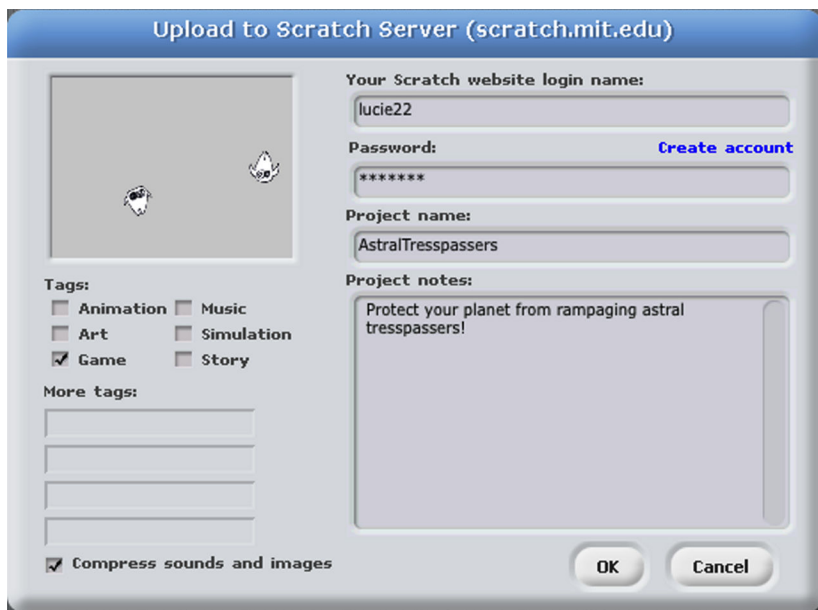 Upload to Scratch Server (scratch.mit.edu)
Your Scratch website login name:
lucie22
Password:
Create account
*******
Project name:
AstralTresspassers
Project notes:
Protect your planet from rampaging astral
tresspassers!
Tags:
Animation
Music
Art
Simulation
Game
Story
More tags:
Compress sounds and images
OK
Cancel